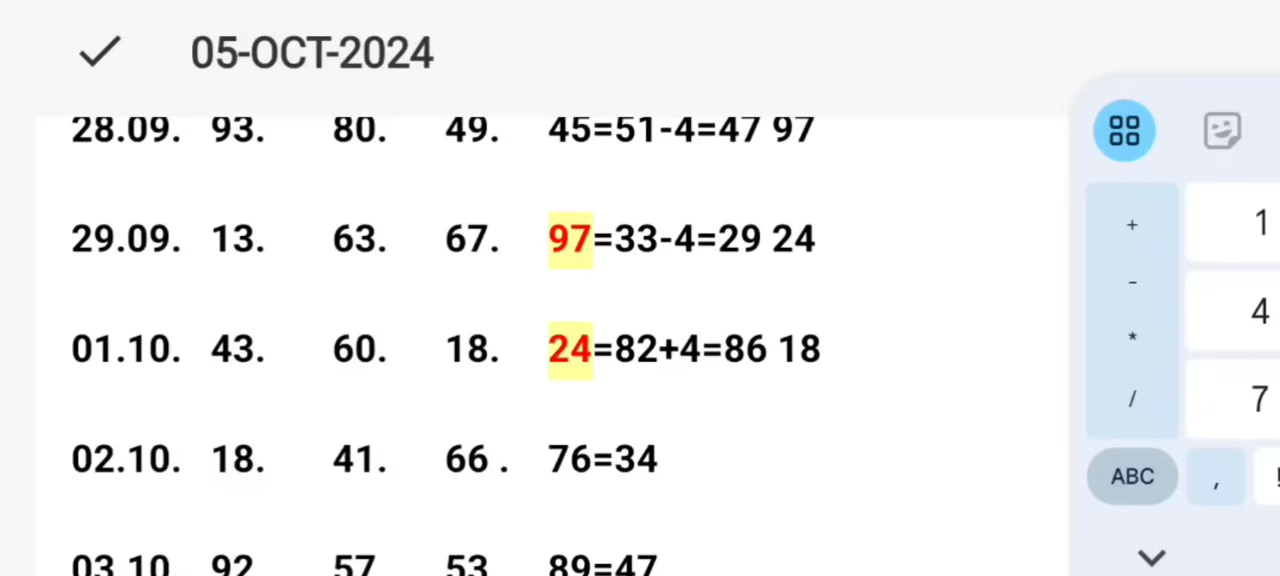 05-OCT-2024
28.09. 93. 80. 49. 45=51-4=47 97
29.09. 13. 63. 67. 97=33-4=29 24
01.10. 43. 60. 18. 24=82+4=86 18
02.10. 18. 41. 66 . 76=34
03.10 92 57 53 89=47
+ 1
-
* 4
/ 7
ABC ,